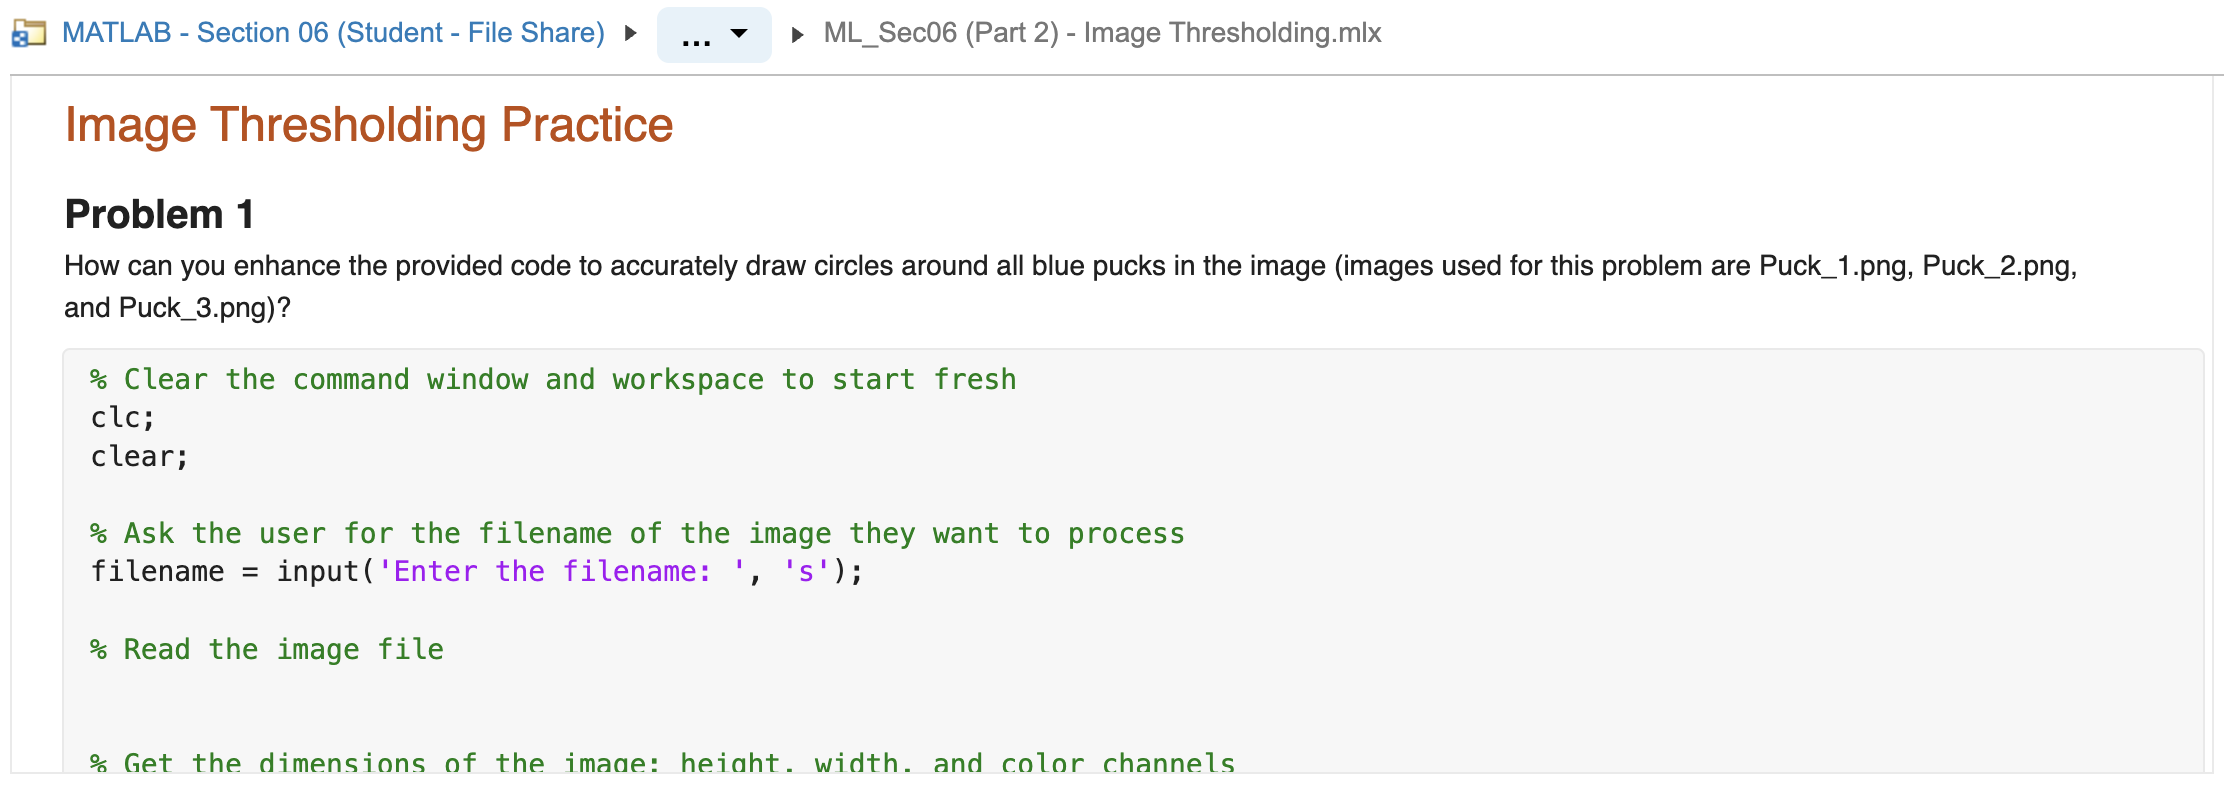 MATLAB - Section 06 (Student - File Share) ▶ ... ▼ ▶ ML_Sec06 (Part 2) - Image Thresholding.mlx
Image Thresholding Practice
Problem 1
How can you enhance the provided code to accurately draw circles around all blue pucks in the image (images used for this problem are Puck_1.png, Puck_2.png,
and Puck_3.png)?
% Clear the command window and workspace to start fresh
clc;
clear;
% Ask the user for the filename of the image they want to process
filename = input('Enter the filename: ', 's');
% Read the image file
% Get the dimensions of the image: height, width, and color channels